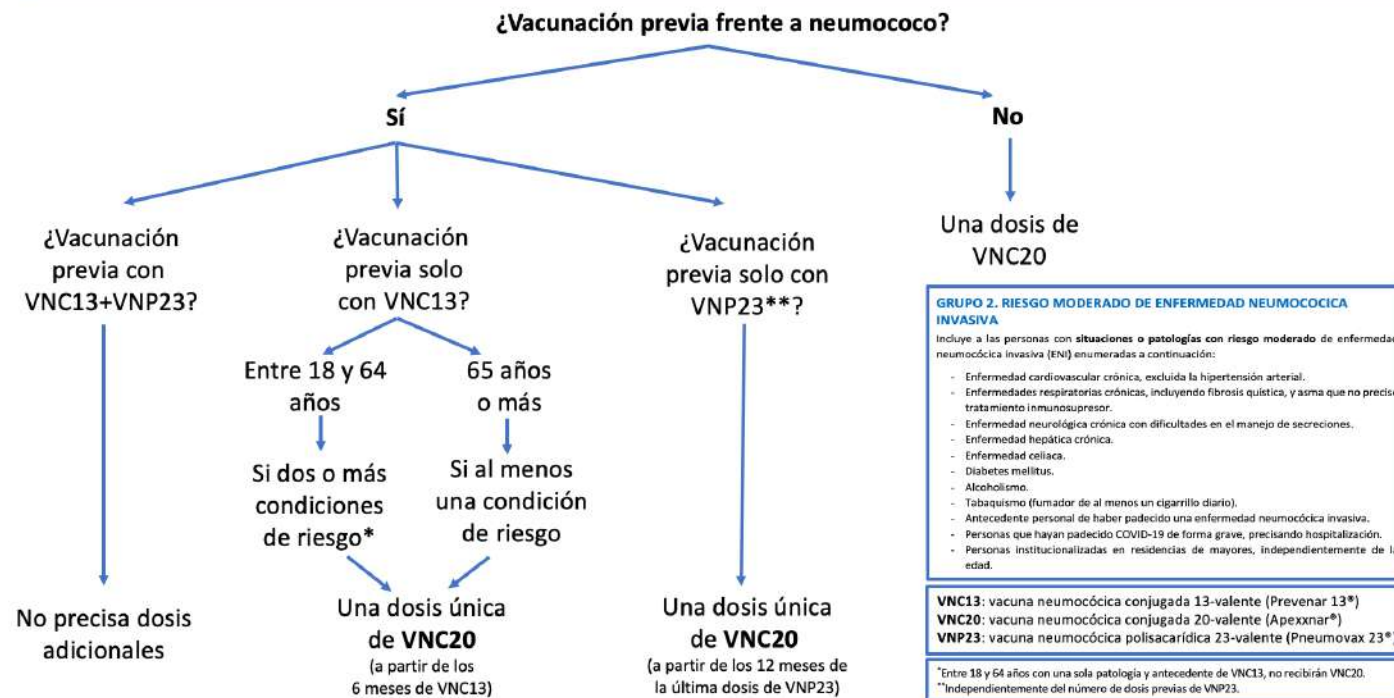 ¿Vacunación previa frente a neumococo?
Sí
No
¿Vacunación
previa con
VNC13+VNP23?
¿Vacunación
previa solo
con VNC13?
¿Vacunación
previa solo con
VNP23**?
Una dosis de
VNC20
Entre 18 y 64
años
65 años
o más
Si dos o más
condiciones
de riesgo*
Si al menos
una condición
de riesgo
No precisa dosis
adicionales
Una dosis única
de VNC20
(a partir de los
6 meses de VNC13)
Una dosis única
de VNC20
(a partir de los 12 meses de
la última dosis de VNP23)
GRUPO 2. RIESGO MODERADO DE ENFERMEDAD NEUMOCOCICA
INVASIVA
Incluye a las personas con situaciones o patologías con riesgo moderado de enfermedad
neumocócica invasiva (ENI) enumeradas a continuación:
- Enfermedad cardiovascular crónica, excluida la hipertensión arterial.
- Enfermedades respiratorias crónicas, incluyendo fibrosis quística, y asma que no precise
tratamiento inmunosupresor.
- Enfermedad neurológica crónica con dificultades en el manejo de secreciones.
- Enfermedad hepática crónica.
- Enfermedad celiaca.
- Diabetes mellitus.
- Alcoholismo.
- Tabaquismo (fumador de al menos un cigarrillo diario).
- Antecedente personal de haber padecido una enfermedad neumocócica invasiva.
- Personas que hayan padecido COVID-19 de forma grave, precisando hospitalización.
- Personas institucionalizadas en residencias de mayores, independientemente de la
edad.
VNC13: vacuna neumocócica conjugada 13-valente (Prevenar 13®)
VNC20: vacuna neumocócica conjugada 20-valente (Apexxnar®)
VNP23: vacuna neumocócica polisacarídica 23-valente (Pneumovax 23®)
*Entre 18 y 64 años con una sola patología y antecedente de VNC13, no recibirán VNC20.
**Independientemente del número de dosis previas de VNP23.